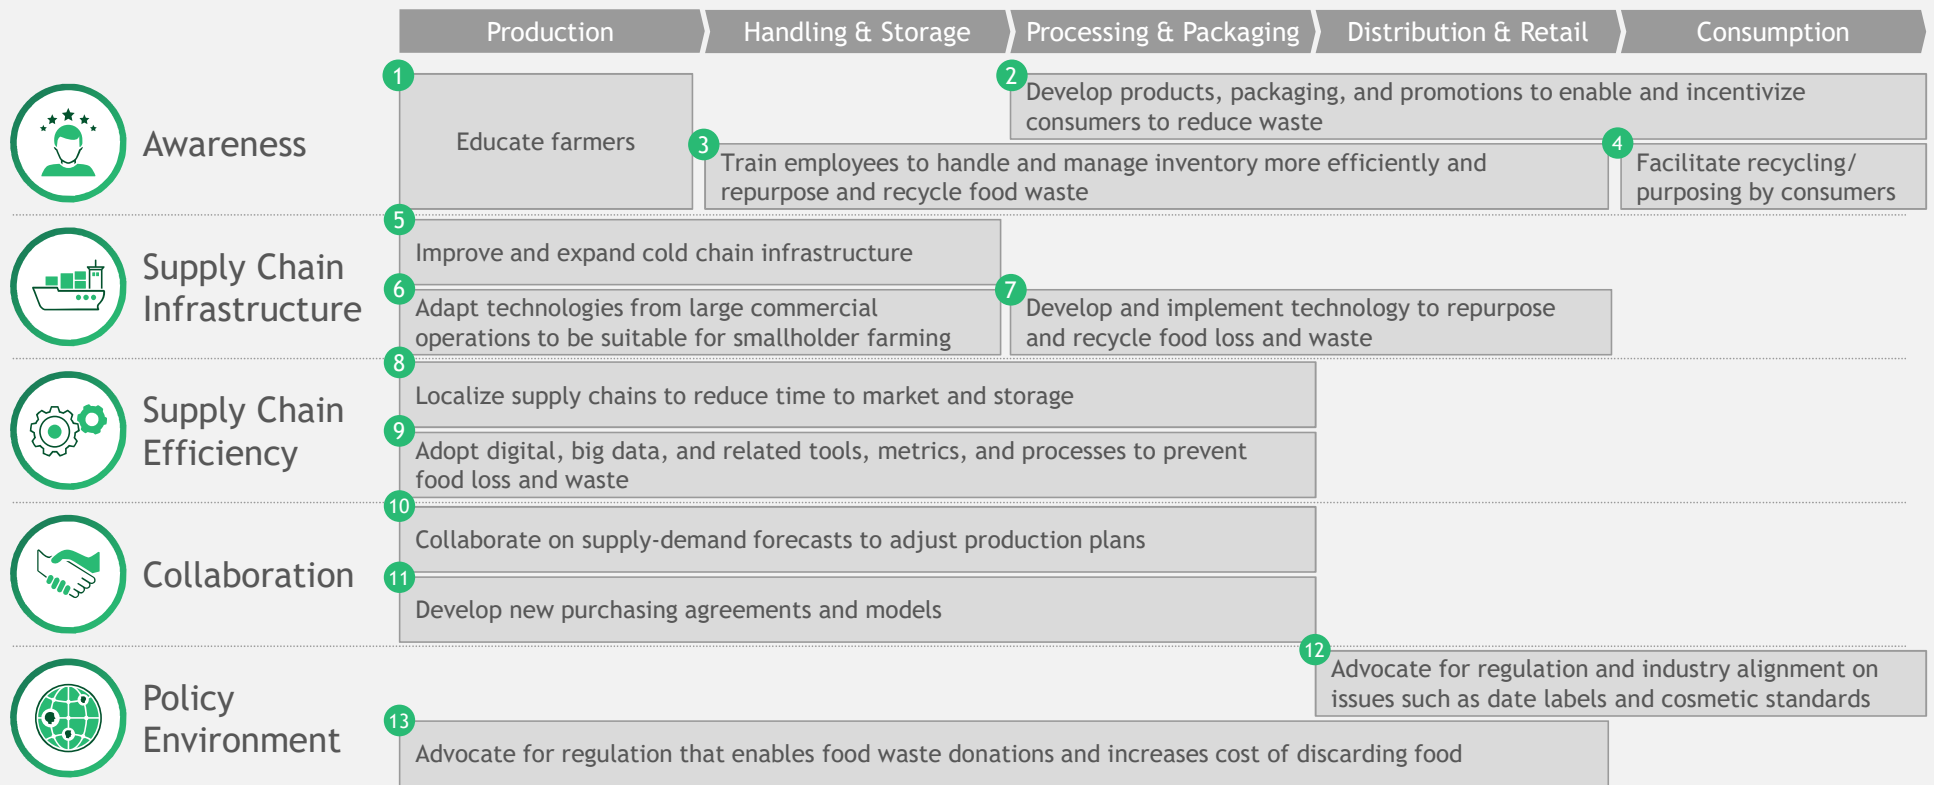 Production
Handling & Storage
Processing & Packaging
Distribution & Retail
Consumption
Awareness
1
Educate farmers
2
Develop products, packaging, and promotions to enable and incentivize
consumers to reduce waste
3
Train employees to handle and manage inventory more efficiently and
repurpose and recycle food waste
4
Facilitate recycling/
purposing by consumers
Supply Chain
Infrastructure
5
Improve and expand cold chain infrastructure
6
Adapt technologies from large commercial
operations to be suitable for smallholder farming
7
Develop and implement technology to repurpose
and recycle food loss and waste
Supply Chain
Efficiency
8
Localize supply chains to reduce time to market and storage
9
Adopt digital, big data, and related tools, metrics, and processes to prevent
food loss and waste
Collaboration
10
Collaborate on supply-demand forecasts to adjust production plans
11
Develop new purchasing agreements and models
Policy
Environment
12
Advocate for regulation and industry alignment on
issues such as date labels and cosmetic standards
13
Advocate for regulation that enables food waste donations and increases cost of discarding food